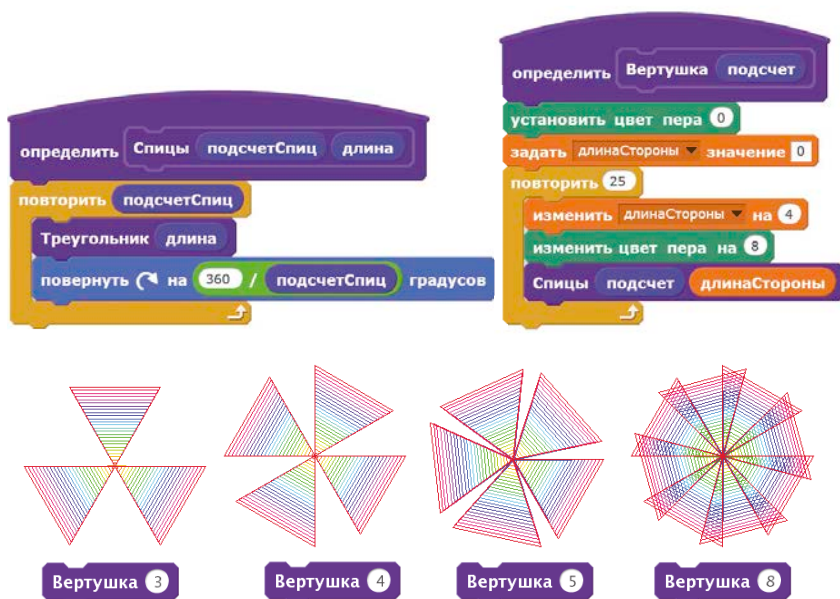 определить Спицы подсчетСпиц длина
повторить подсчетСпиц
Треугольник длина
повернуть на 360 / подсчетСпиц градусов
определить Вертушка подсчет
установить цвет пера 0
задать длинаСтороны значение 0
повторить 25
изменить длинаСтороны на 4
изменить цвет пера на 8
Спицы подсчет длинаСтороны
Вертушка 3
Вертушка 4
Вертушка 5
Вертушка 8